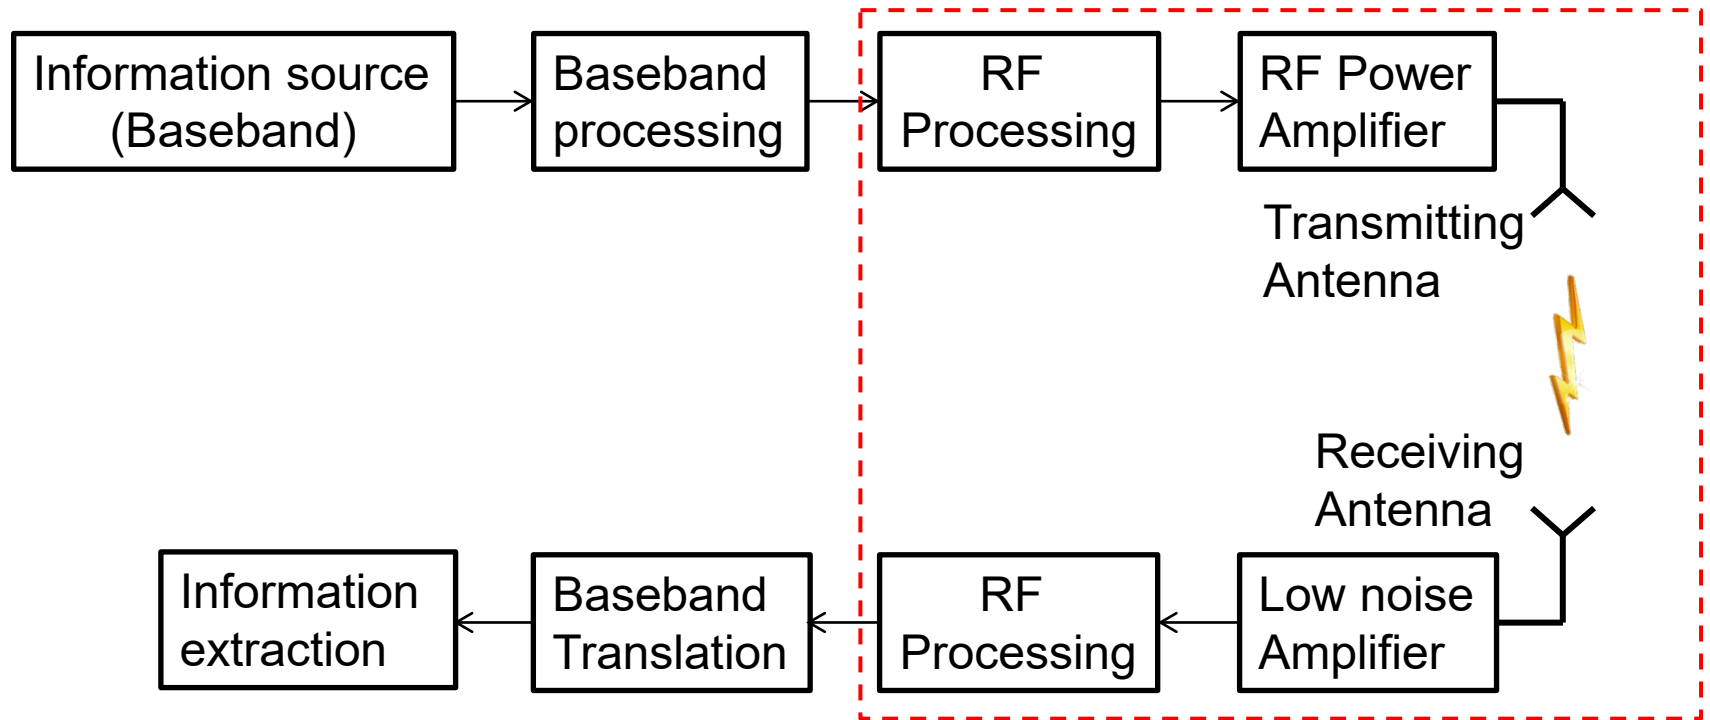 Information source
(Baseband)
Baseband
processing
RF
Processing
RF Power
Amplifier
Transmitting
Antenna
Receiving
Antenna
Information
extraction
Baseband
Translation
RF
Processing
Low noise
Amplifier